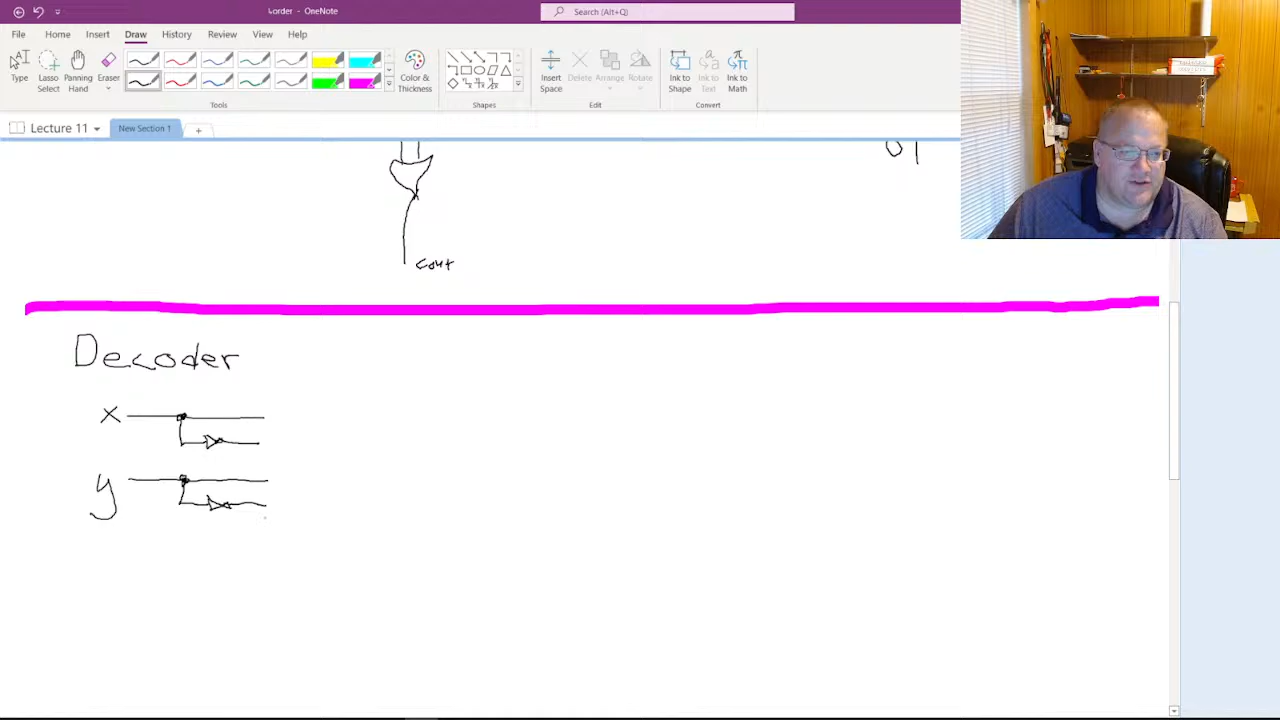 Lorder - OneNote
Search (Alt+Q)
File Home Insert Draw History Review View
Type Lasso Select Panning Hand Eraser Thickness Insert Space Delete Arrange Rotate Ink to Shape Ink to Text Ink to Math
Tools Shapes Edit Convert
Lecture 11 New Section 1 +
01
Cout
Decoder
x
y